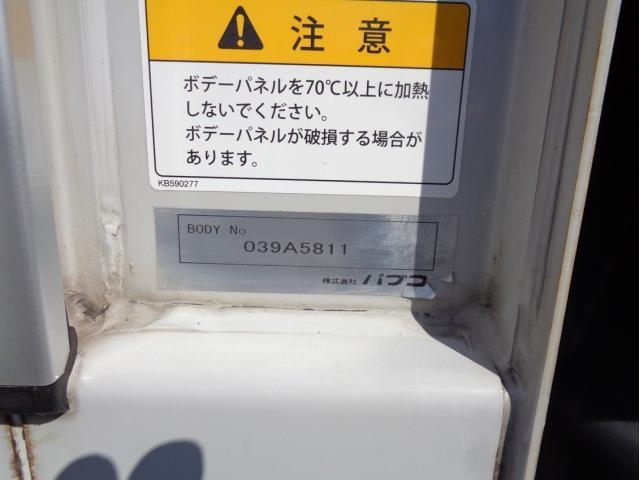 注意
ボデーパネルを70℃以上に加熱
しないでください。
ボデーパネルが破損する場合が
あります。
KB590277
BODY No.
039A5811
株式会社 パブコ